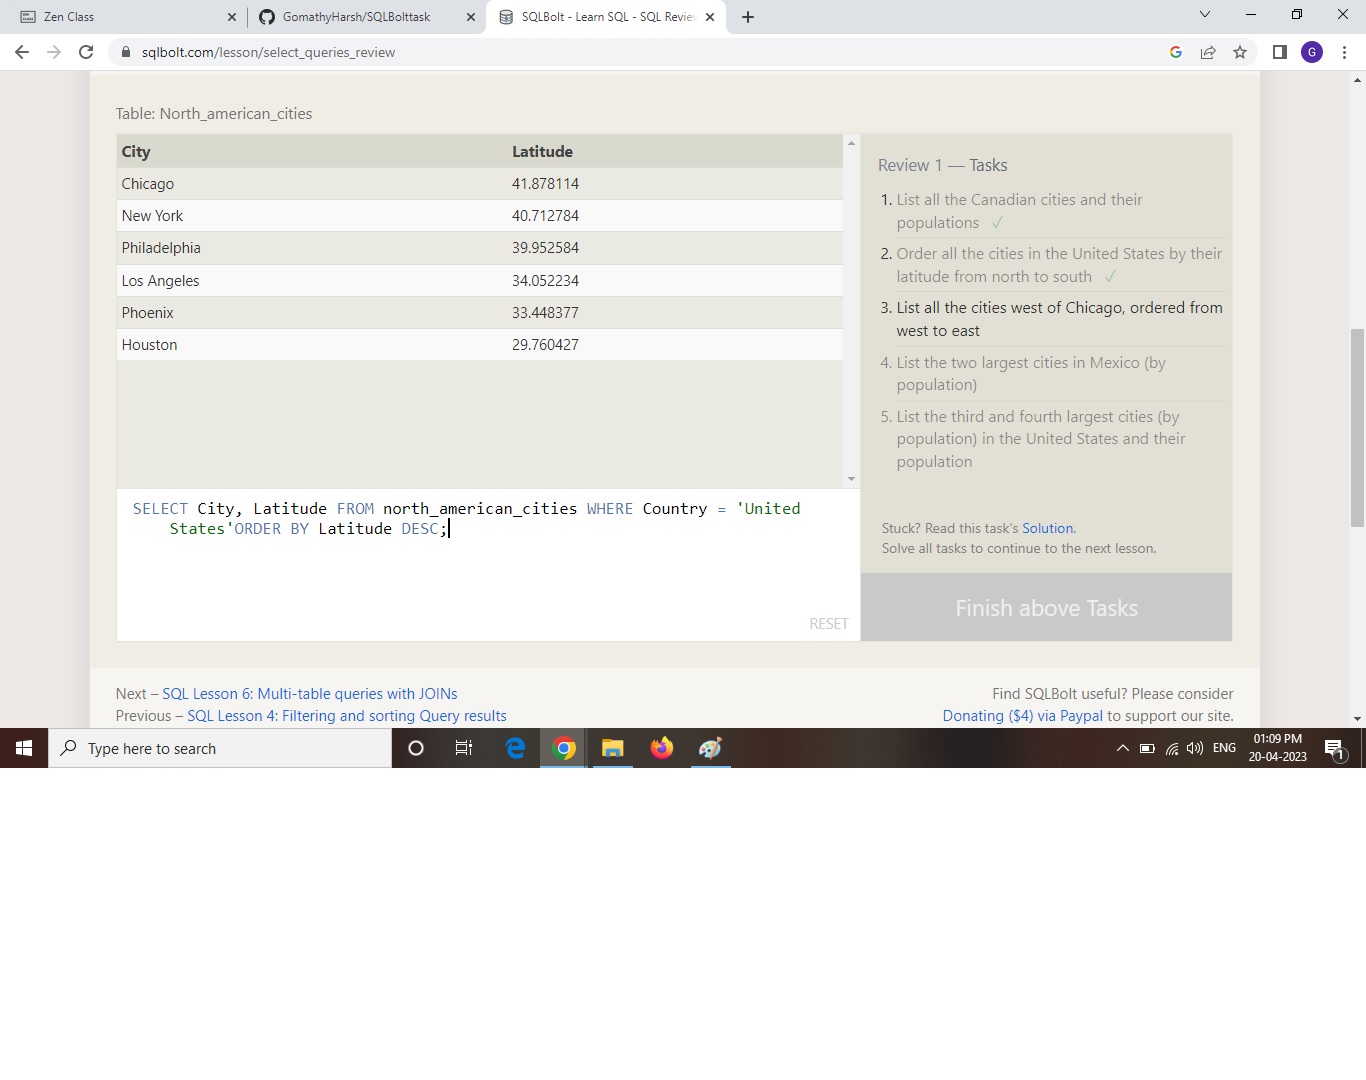 Zen Class
GomathyHarsh/SQLBolttask
SQLBolt - Learn SQL - SQL Revie
sqlbolt.com/lesson/select_queries_review
G
Table: North_american_cities
City Latitude
Chicago 41.878114
New York 40.712784
Philadelphia 39.952584
Los Angeles 34.052234
Phoenix 33.448377
Houston 29.760427
SELECT City, Latitude FROM north_american_cities WHERE Country = 'United
States'ORDER BY Latitude DESC;
RESET
Review 1 — Tasks
1. List all the Canadian cities and their
populations ✓
2. Order all the cities in the United States by their
latitude from north to south ✓
3. List all the cities west of Chicago, ordered from
west to east
4. List the two largest cities in Mexico (by
population)
5. List the third and fourth largest cities (by
population) in the United States and their
population
Stuck? Read this task's Solution.
Solve all tasks to continue to the next lesson.
Finish above Tasks
Next – SQL Lesson 6: Multi-table queries with JOINs
Previous – SQL Lesson 4: Filtering and sorting Query results
Find SQLBolt useful? Please consider
Donating ($4) via Paypal to support our site.
Type here to search
ENG
01:09 PM
20-04-2023
1